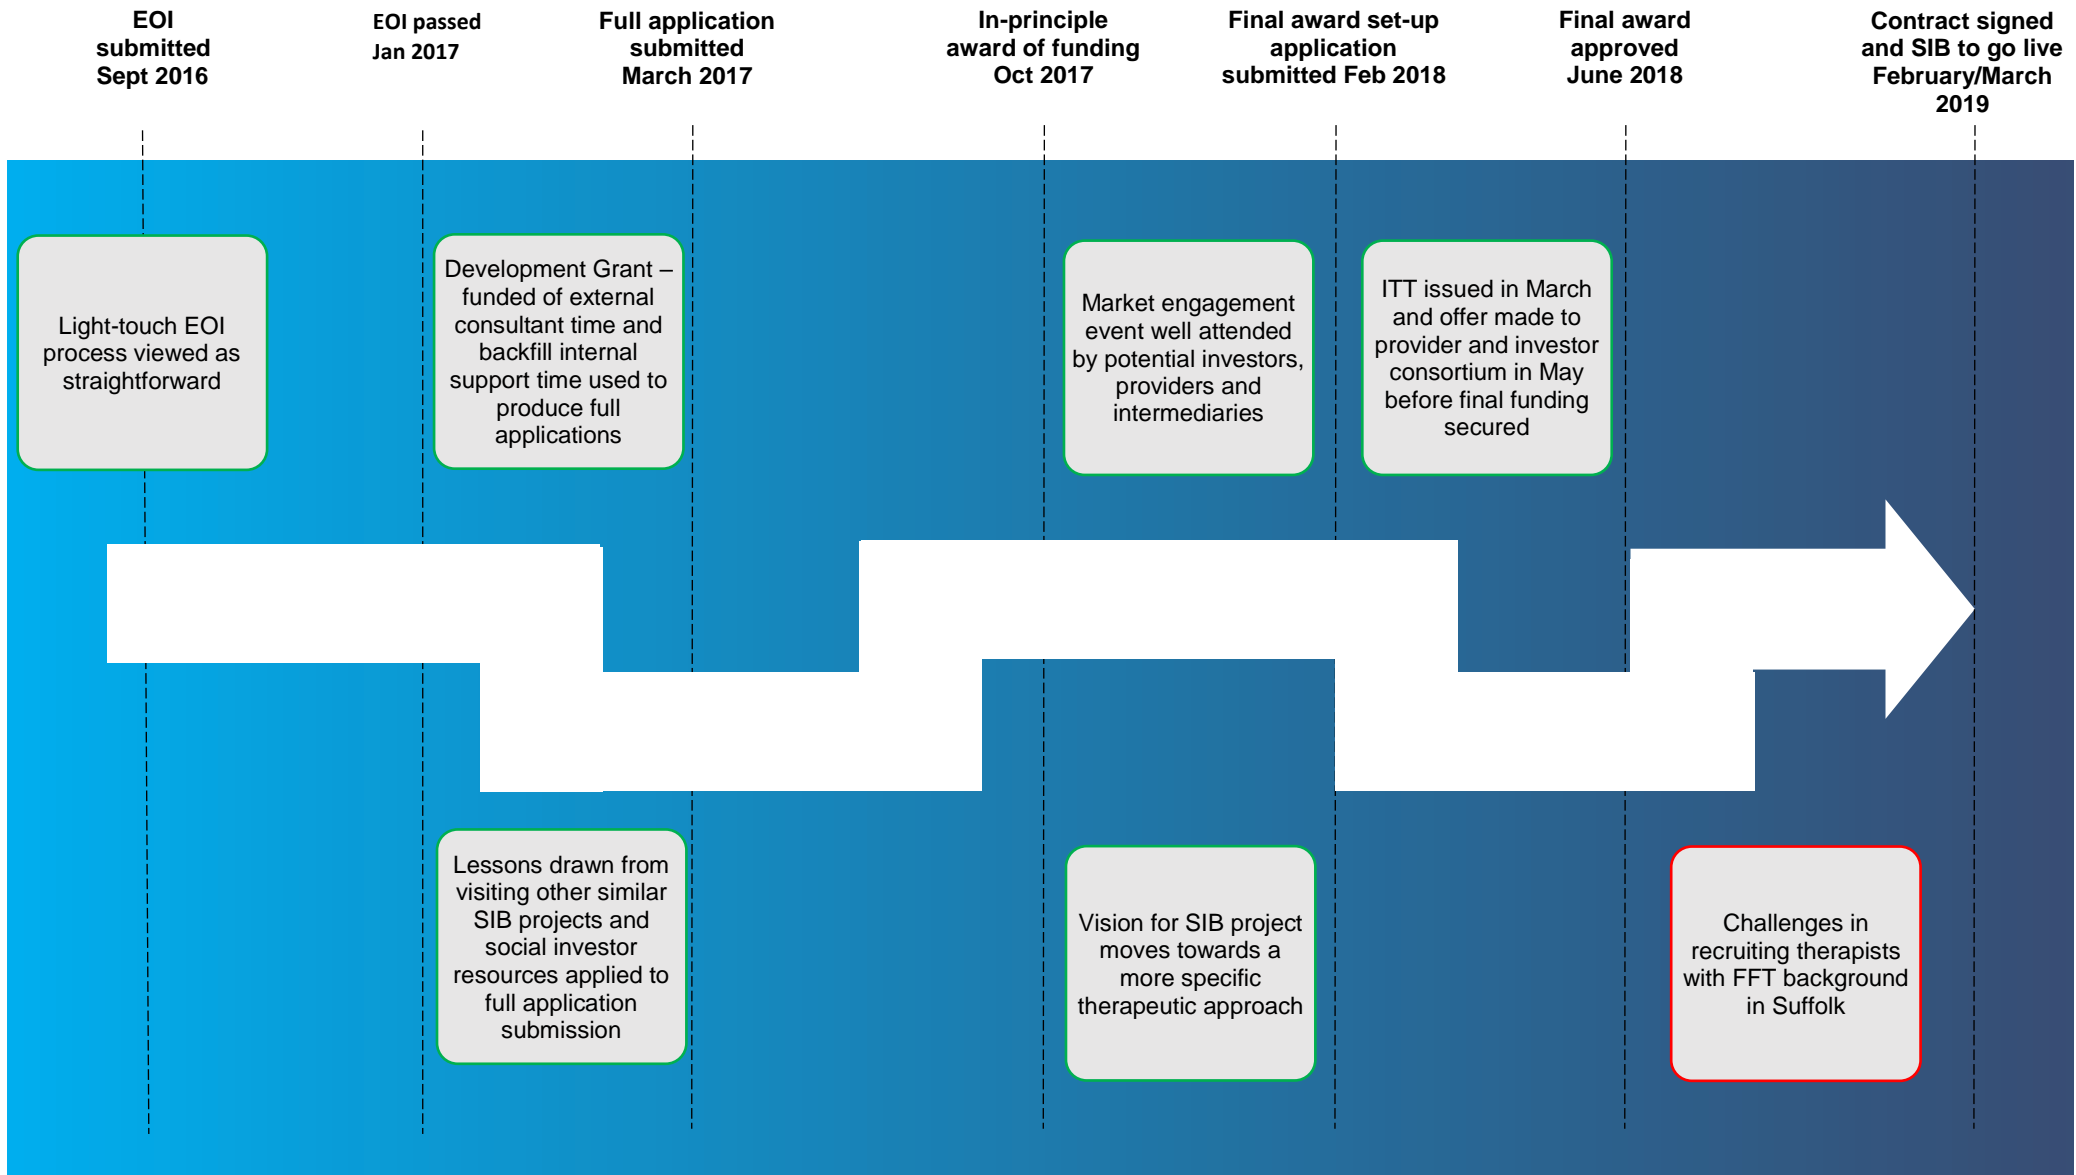 EOI
submitted
Sept 2016
EOI passed
Jan 2017
Full application
submitted
March 2017
In-principle
award of funding
Oct 2017
Final award set-up
application
submitted Feb 2018
Final award
approved
June 2018
Contract signed
and SIB to go live
February/March
2019
Light-touch EOI
process viewed as
straightforward
Development Grant –
funded of external
consultant time and
backfill internal
support time used to
produce full
applications
Market engagement
event well attended
by potential investors,
providers and
intermediaries
ITT issued in March
and offer made to
provider and investor
consortium in May
before final funding
secured
Lessons drawn from
visiting other similar
SIB projects and
social investor
resources applied to
full application
submission
Vision for SIB project
moves towards a
more specific
therapeutic approach
Challenges in
recruiting therapists
with FFT background
in Suffolk